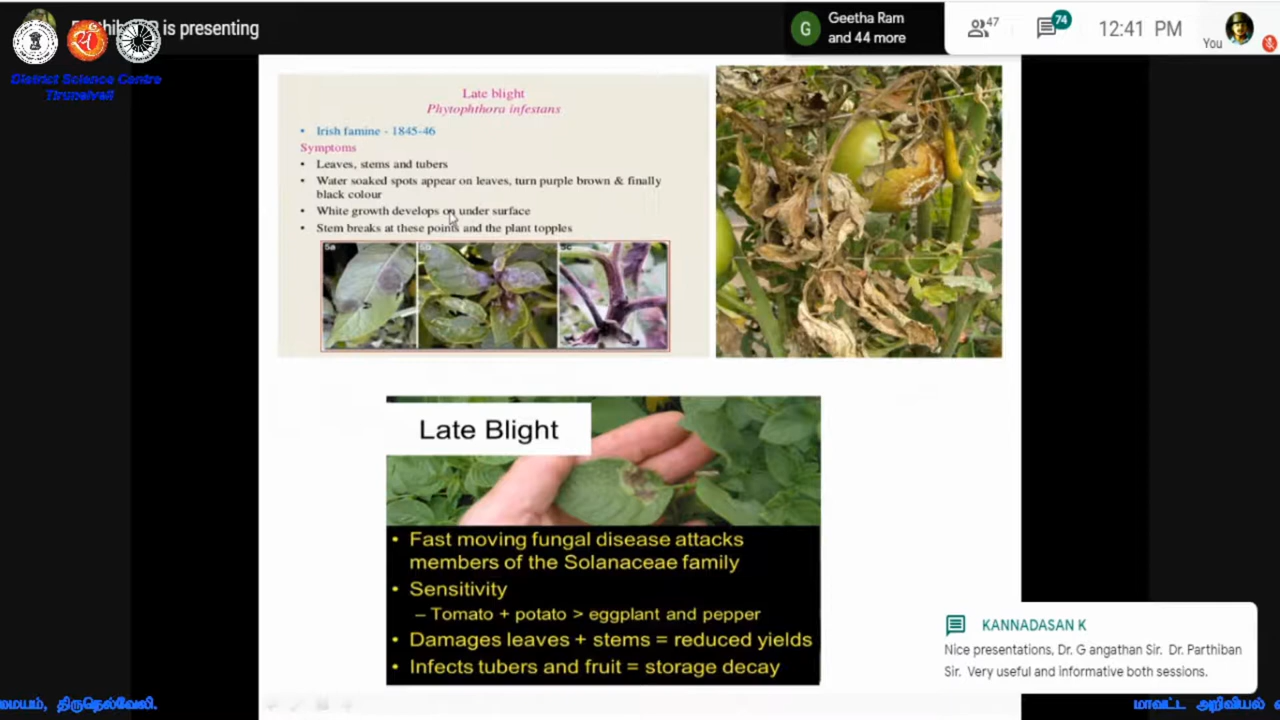 is presenting
G
Geetha Ram
and 44 more
47
74
12:41 PM
You
District Science Centre
Tirunelveli
Late blight
Phytophthora infestans
• Irish famine - 1845-46
Symptoms
• Leaves, stems and tubers
• Water soaked spots appear on leaves, turn purple brown & finally
black colour
• White growth develops on under surface
• Stem breaks at these points and the plant topples
5a
5b
5c
Late Blight
• Fast moving fungal disease attacks
members of the Solanaceae family
• Sensitivity
– Tomato + potato > eggplant and pepper
• Damages leaves + stems = reduced yields
• Infects tubers and fruit = storage decay
KANNADASAN K
Nice presentations, Dr. G angathan Sir. Dr. Parthiban
Sir. Very useful and informative both sessions.
திருநெல்வேலி.
மாவட்ட அறிவியல்